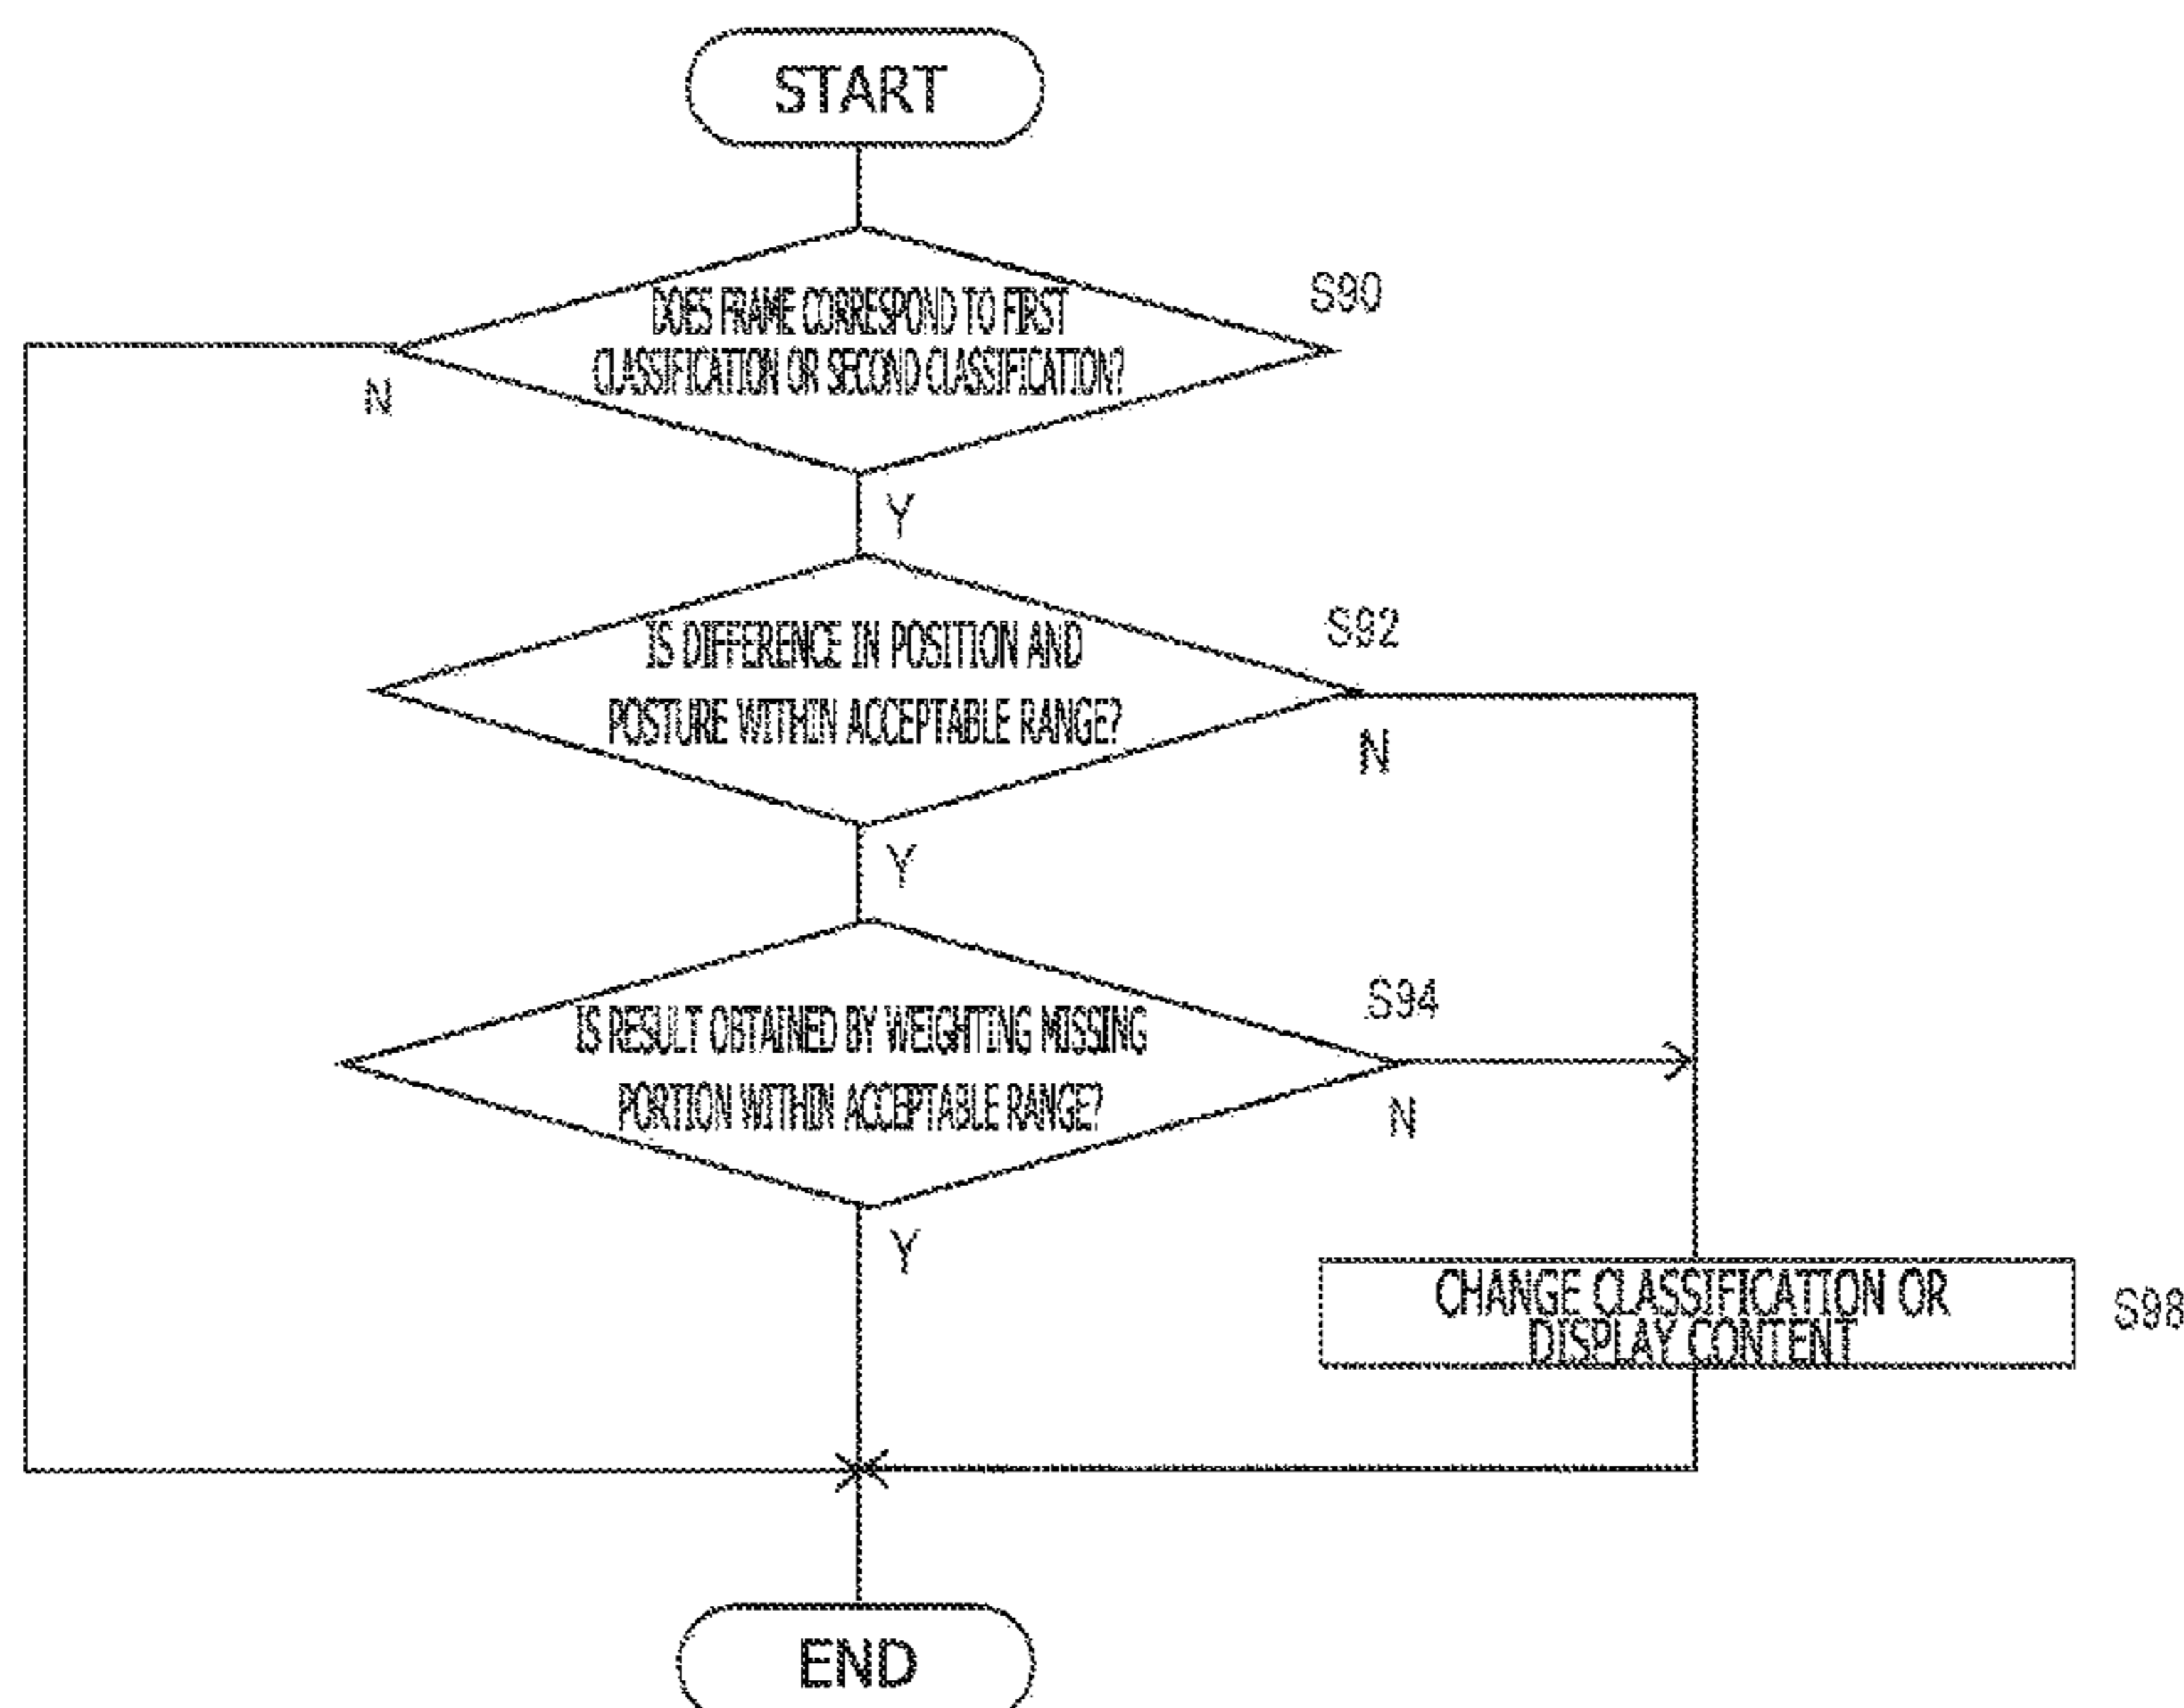 START
DOES FRAME CORRESPOND TO FIRST
CLASSIFICATION OR SECOND CLASSIFICATION?
S90
N
Y
IS DIFFERENCE IN POSITION AND
POSTURE WITHIN ACCEPTABLE RANGE?
S92
N
Y
IS RESULT OBTAINED BY WEIGHTING MISSING
PORTION WITHIN ACCEPTABLE RANGE?
S94
N
Y
CHANGE CLASSIFICATION OR
DISPLAY CONTENT
S98
END